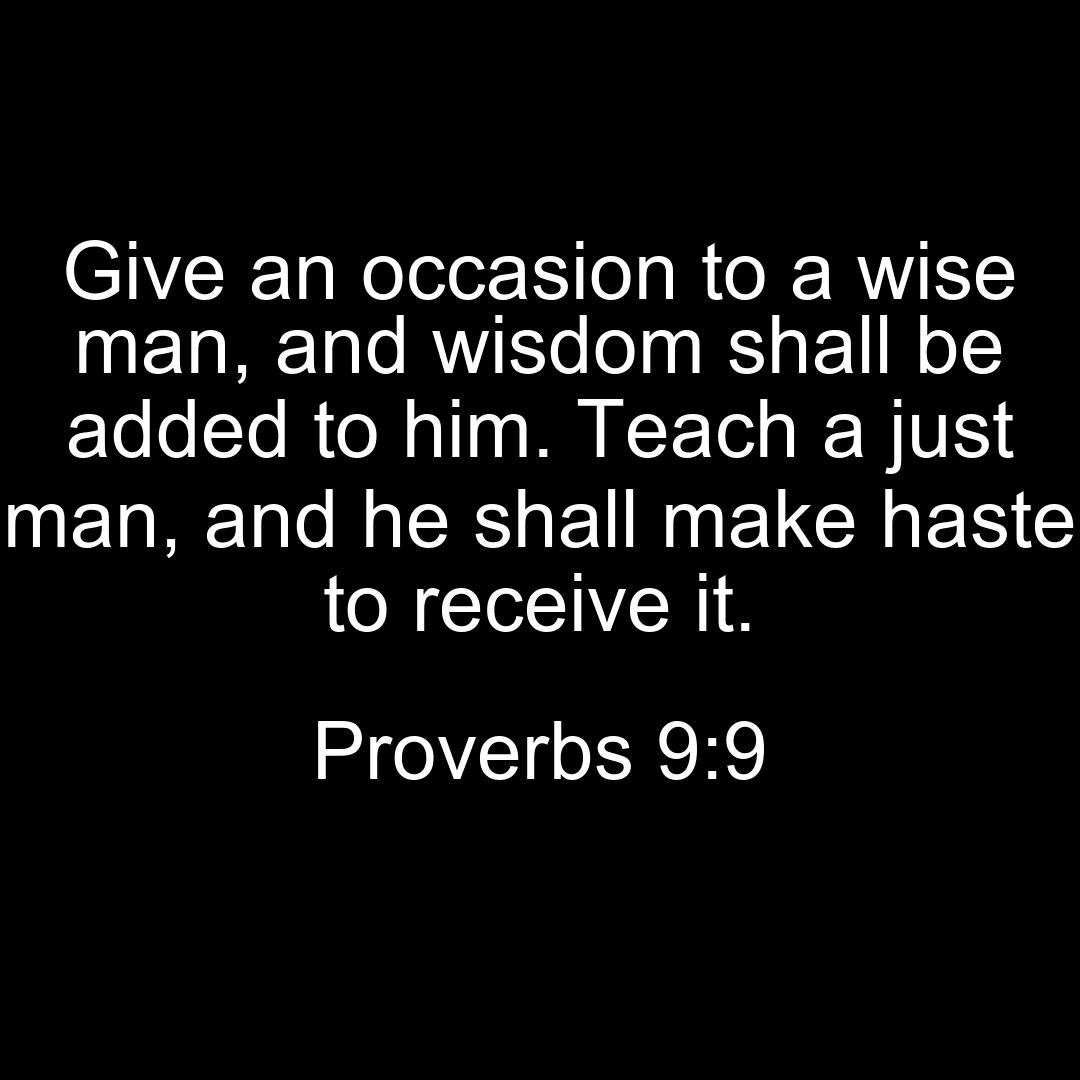 Give an occasion to a wise
man, and wisdom shall be
added to him. Teach a just
man, and he shall make haste
to receive it.
Proverbs 9:9